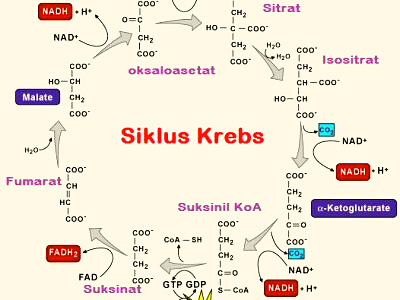 Siklus Krebs
oksaloasetat
O=C
COO⁻
CH₂
COO⁻
Sitrat
CH₂
HO—C—COO⁻
CH₂
COO⁻
H₂O
H₂O
Isositrat
COO⁻
CH₂
HC—COO⁻
HO—CH
COO⁻
CO₂
NAD⁺
NADH + H⁺
α-Ketoglutarate
COO⁻
CH₂
CH₂
C=O
COO⁻
CO₂
NAD⁺
NADH + H⁺
Suksinil KoA
COO⁻
CH₂
CH₂
C=O
S—CoA
CoA—SH
GTP GDP
Suksinat
COO⁻
CH₂
CH₂
COO⁻
FAD
FADH₂
Fumarat
COO⁻
CH
HC
COO⁻
H₂O
Malate
COO⁻
HO—CH
CH₂
COO⁻
NAD⁺
NADH + H⁺